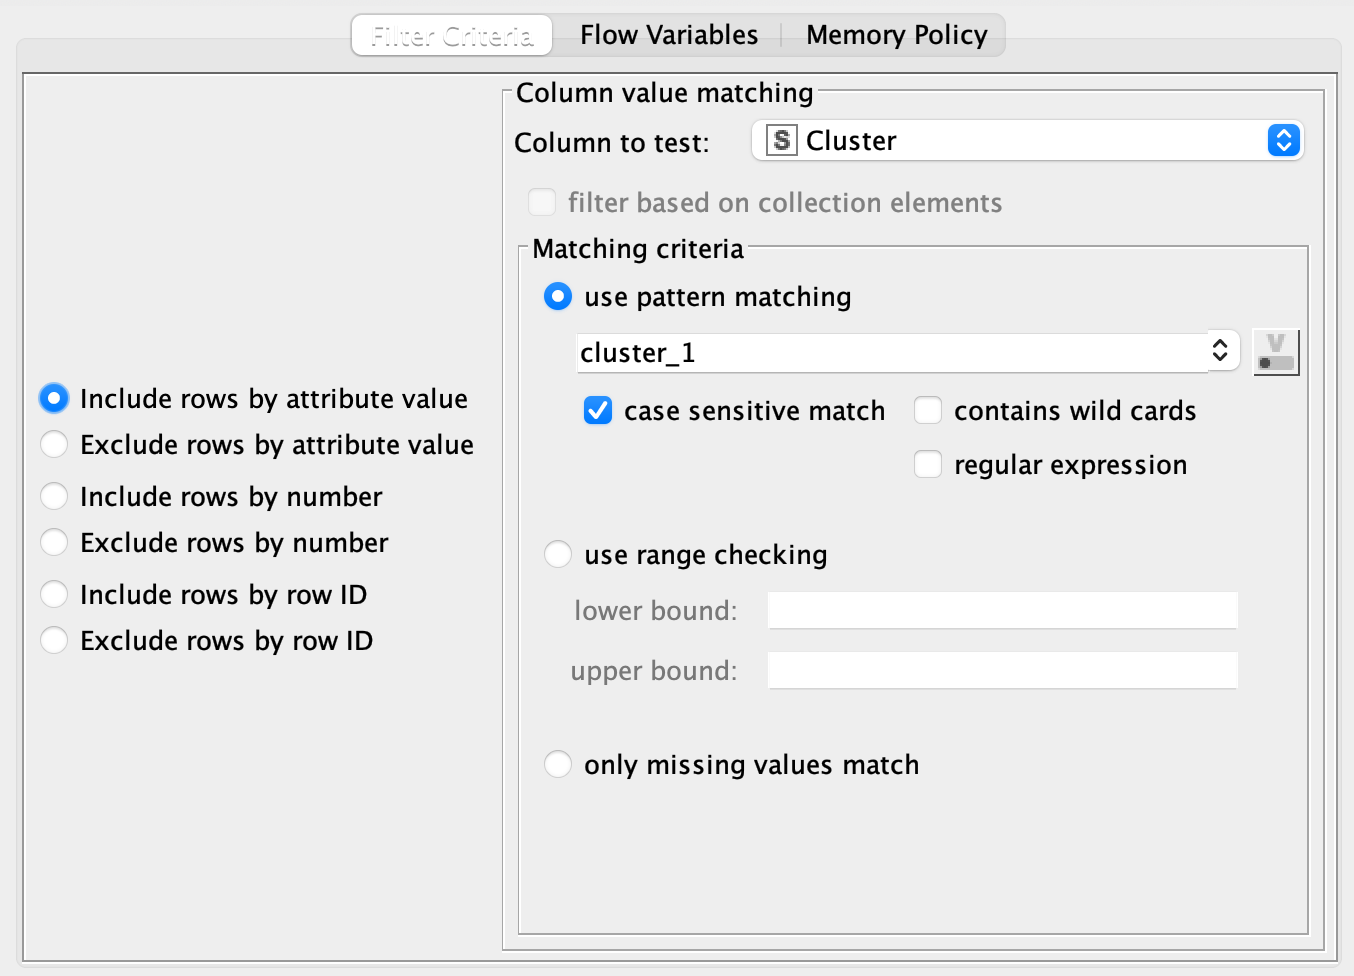 Filter Criteria
Flow Variables
Memory Policy
Include rows by attribute value
Exclude rows by attribute value
Include rows by number
Exclude rows by number
Include rows by row ID
Exclude rows by row ID
Column value matching
Column to test:
S Cluster
filter based on collection elements
Matching criteria
use pattern matching
cluster_1
V
case sensitive match
contains wild cards
regular expression
use range checking
lower bound:
upper bound:
only missing values match